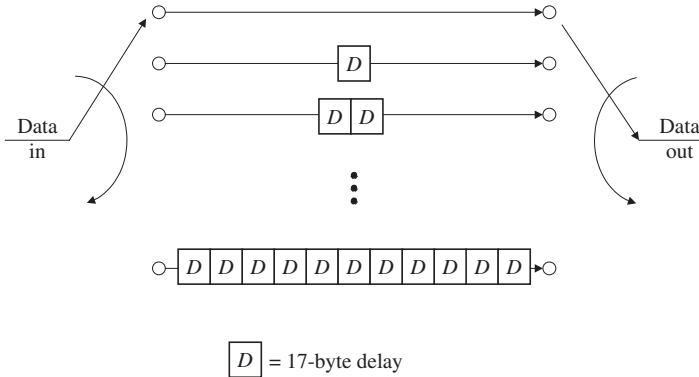 D
D D
Data in
Data out
D D D D D D D D D D D
D = 17-byte delay